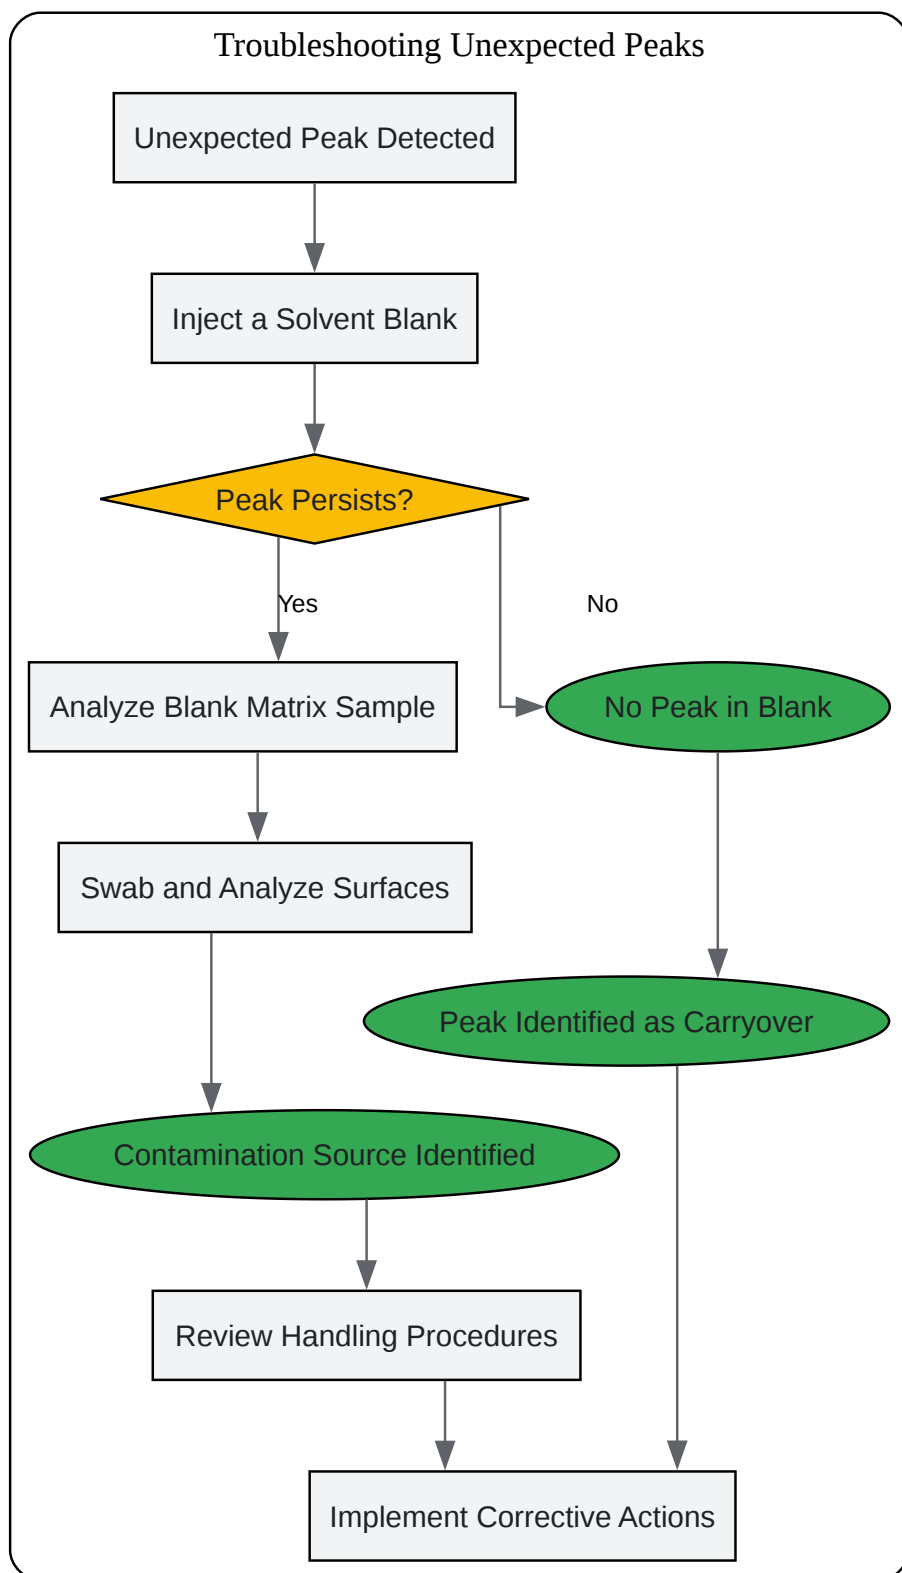 Troubleshooting Unexpected Peaks
Unexpected Peak Detected
Inject a Solvent Blank
Peak Persists?
Yes
No
Analyze Blank Matrix Sample
No Peak in Blank
Swab and Analyze Surfaces
Peak Identified as Carryover
Contamination Source Identified
Review Handling Procedures
Implement Corrective Actions